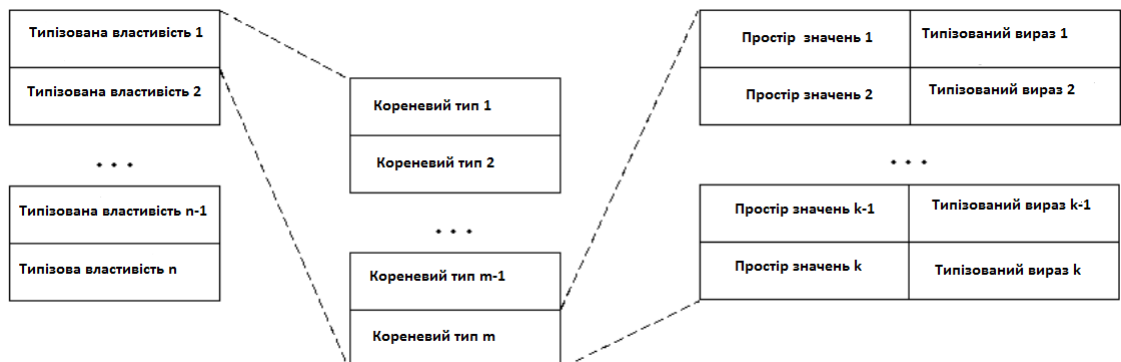 Типізована властивість 1
Типізована властивість 2
...
Типізована властивість n-1
Типізова властивість n
Кореневий тип 1
Кореневий тип 2
...
Кореневий тип m-1
Кореневий тип m
Простір значень 1 Типізований вираз 1
Простір значень 2 Типізований вираз 2
...
Простір значень k-1 Типізований вираз k-1
Простір значень k Типізований вираз k